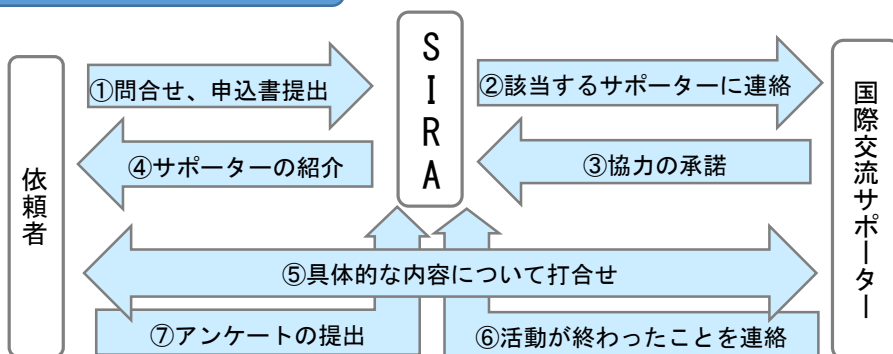 依頼者
①問合せ、申込書提出
SIRA
②該当するサポーターに連絡
国際交流サポーター
④サポーターの紹介
③協力の承諾
⑤具体的な内容について打合せ
⑦アンケートの提出
⑥活動が終わったことを連絡